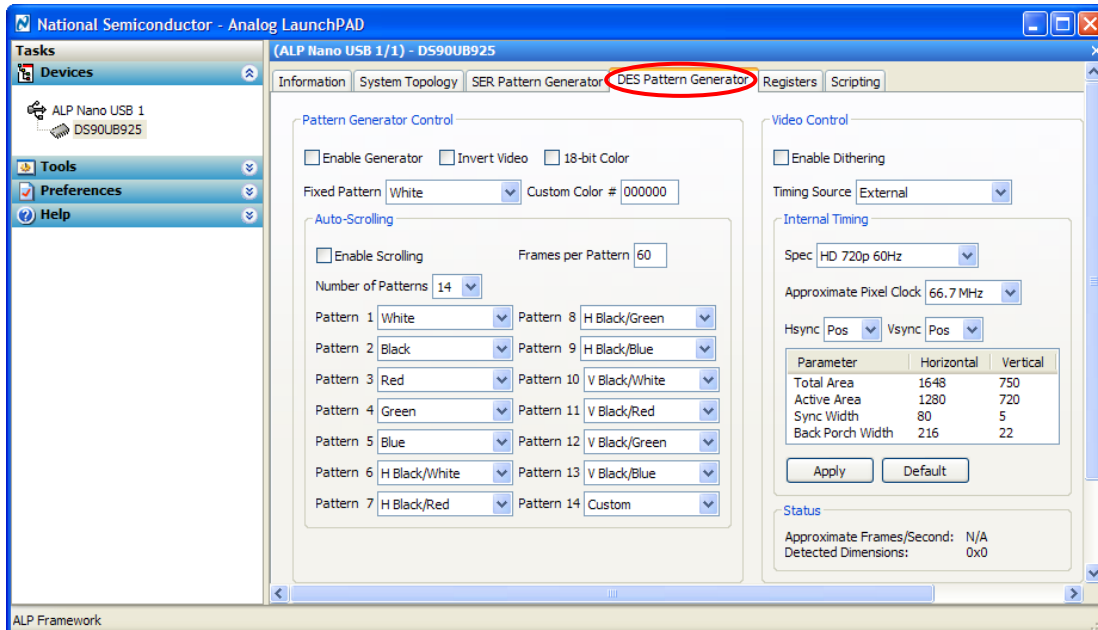 National Semiconductor - Analog LaunchPAD
Tasks
Devices
ALP Nano USB 1
DS90UB925
Tools
Preferences
Help
(ALP Nano USB 1/1) - DS90UB925
Information System Topology SER Pattern Generator DES Pattern Generator Registers Scripting
Pattern Generator Control
Enable Generator Invert Video 18-bit Color
Fixed Pattern White Custom Color # 000000
Auto-Scrolling
Enable Scrolling Frames per Pattern 60
Number of Patterns 14
Pattern 1 White Pattern 8 H Black/Green
Pattern 2 Black Pattern 9 H Black/Blue
Pattern 3 Red Pattern 10 V Black/White
Pattern 4 Green Pattern 11 V Black/Red
Pattern 5 Blue Pattern 12 V Black/Green
Pattern 6 H Black/White Pattern 13 V Black/Blue
Pattern 7 H Black/Red Pattern 14 Custom
Video Control
Enable Dithering
Timing Source External
Internal Timing
Spec HD 720p 60Hz
Approximate Pixel Clock 66.7 MHz
Hsync Pos Vsync Pos
Parameter Horizontal Vertical
Total Area 1648 750
Active Area 1280 720
Sync Width 80 5
Back Porch Width 216 22
Apply Default
Status
Approximate Frames/Second: N/A
Detected Dimensions: 0x0
ALP Framework